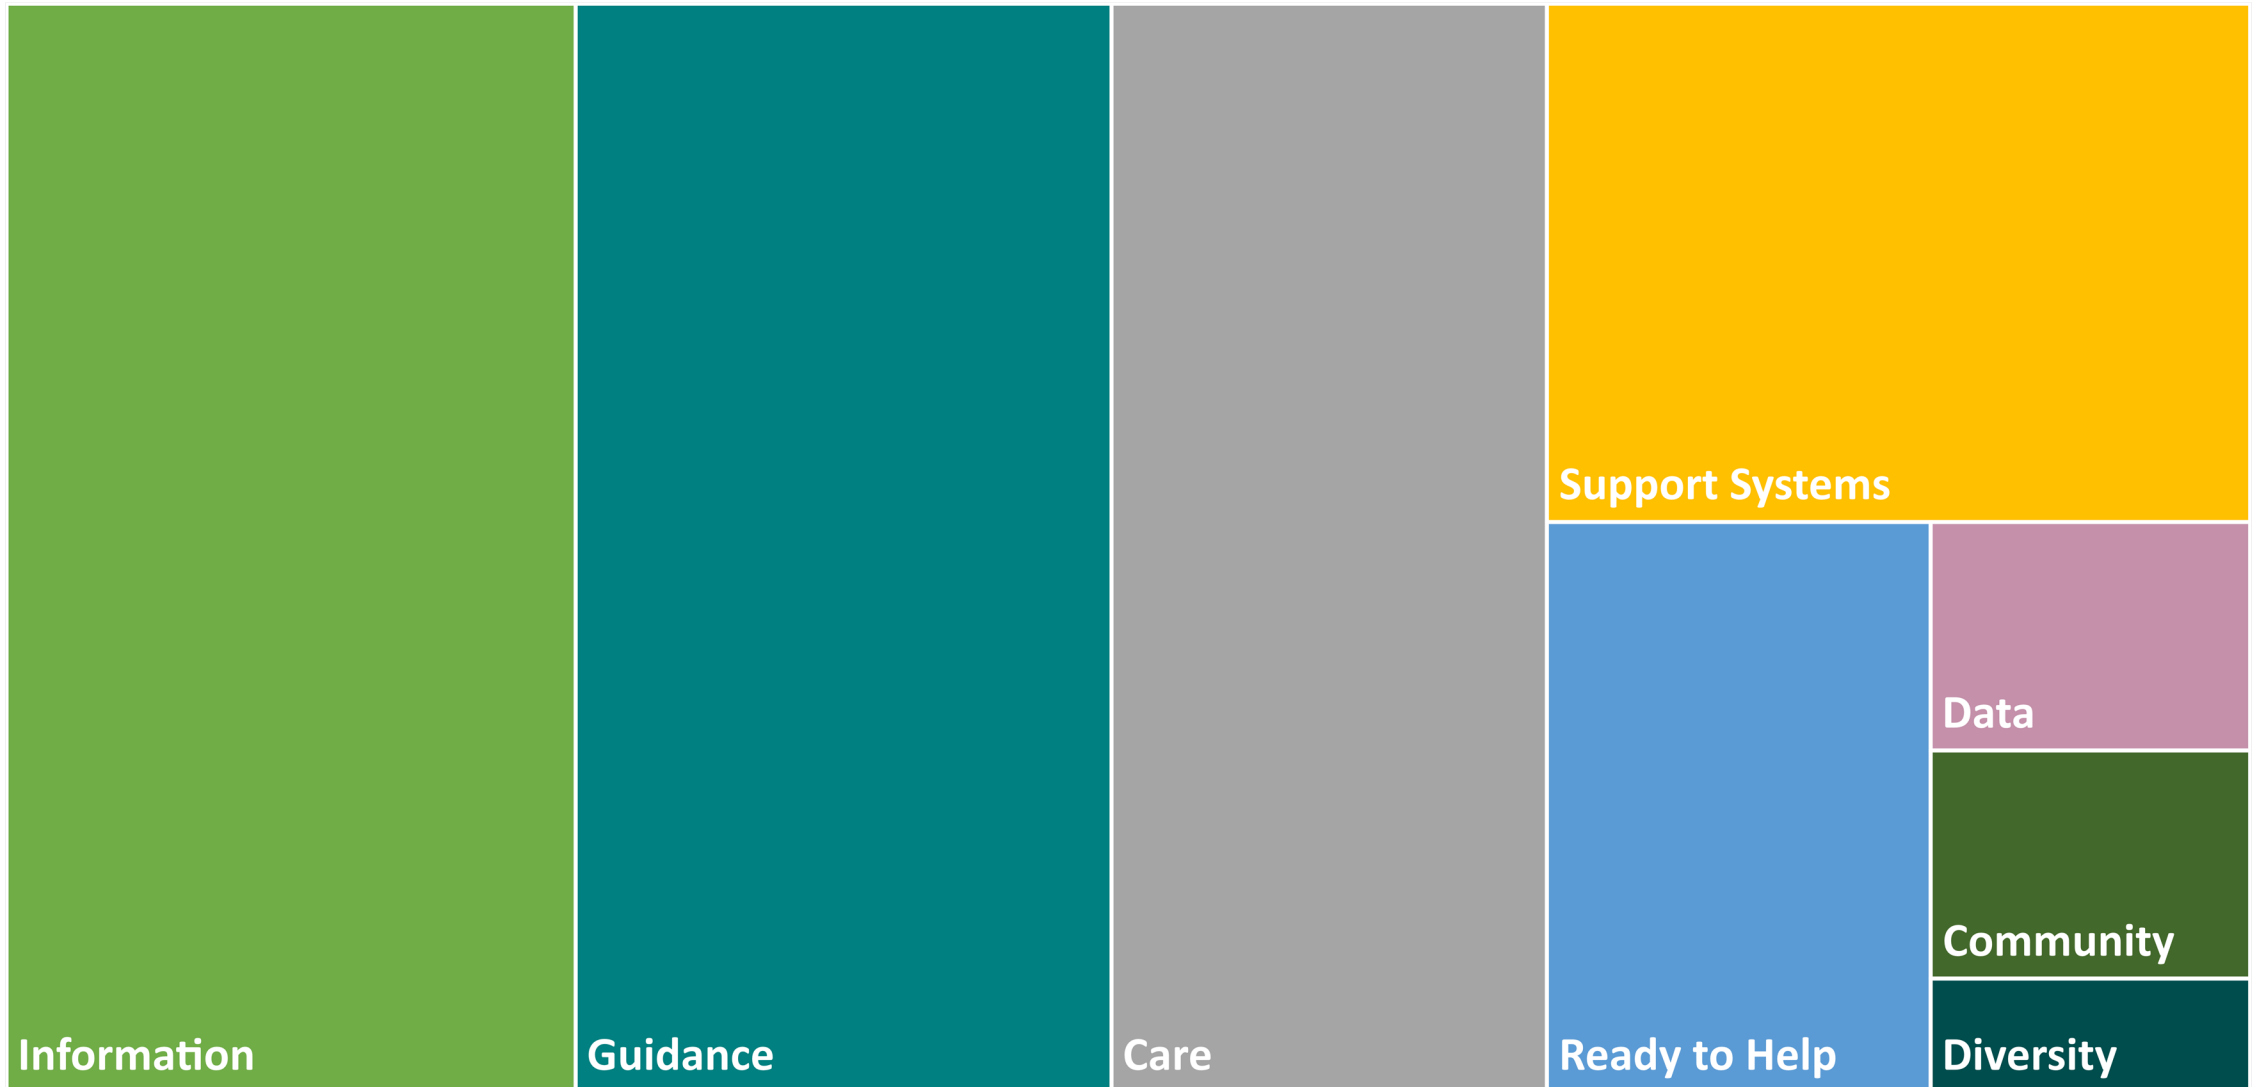 Information
Guidance
Care
Support Systems
Ready to Help
Data
Community
Diversity